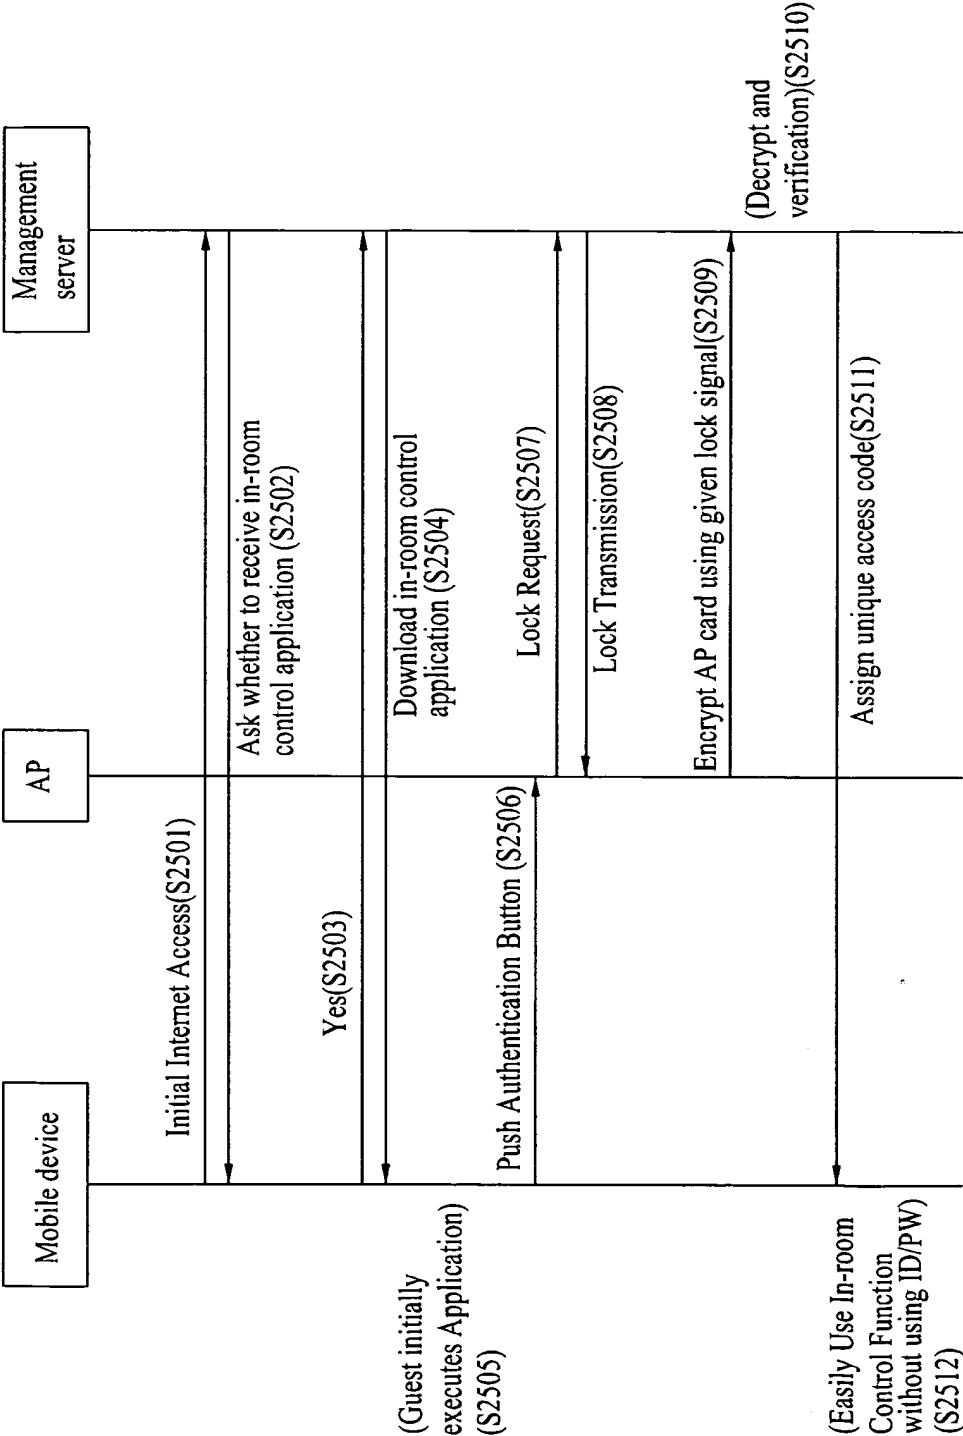 Mobile device
AP
Management
server
Initial Internet Access(S2501)
Ask whether to receive in-room
control application (S2502)
Yes(S2503)
Download in-room control
application (S2504)
(Guest initially
executes Application)
(S2505)
Push Authentication Button (S2506)
Lock Request(S2507)
Lock Transmission(S2508)
Encrypt AP card using given lock signal(S2509)
(Decrypt and
verification)(S2510)
Assign unique access code(S2511)
(Easily Use In-room
Control Function
without using ID/PW)
(S2512)